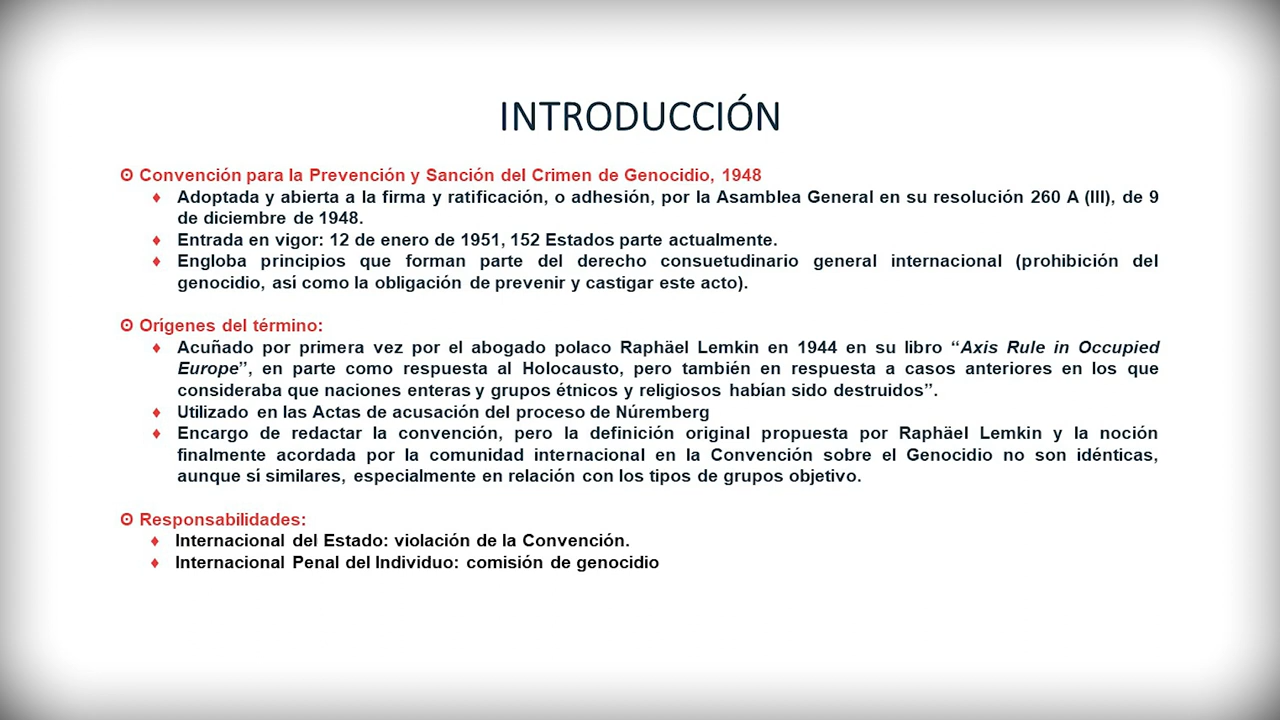 INTRODUCCIÓN
Convención para la Prevención y Sanción del Crimen de Genocidio, 1948
Adoptada y abierta a la firma y ratificación, o adhesión, por la Asamblea General en su resolución 260 A (III), de 9
de diciembre de 1948.
Entrada en vigor: 12 de enero de 1951, 152 Estados parte actualmente.
Engloba principios que forman parte del derecho consuetudinario general internacional (prohibición del
genocidio, así como la obligación de prevenir y castigar este acto).
Orígenes del término:
Acuñado por primera vez por el abogado polaco Raphäel Lemkin en 1944 en su libro “Axis Rule in Occupied
Europe”, en parte como respuesta al Holocausto, pero también en respuesta a casos anteriores en los que
consideraba que naciones enteras y grupos étnicos y religiosos habían sido destruidos”.
Utilizado en las Actas de acusación del proceso de Núremberg
Encargo de redactar la convención, pero la definición original propuesta por Raphäel Lemkin y la noción
finalmente acordada por la comunidad internacional en la Convención sobre el Genocidio no son idénticas,
aunque sí similares, especialmente en relación con los tipos de grupos objetivo.
Responsabilidades:
Internacional del Estado: violación de la Convención.
Internacional Penal del Individuo: comisión de genocidio